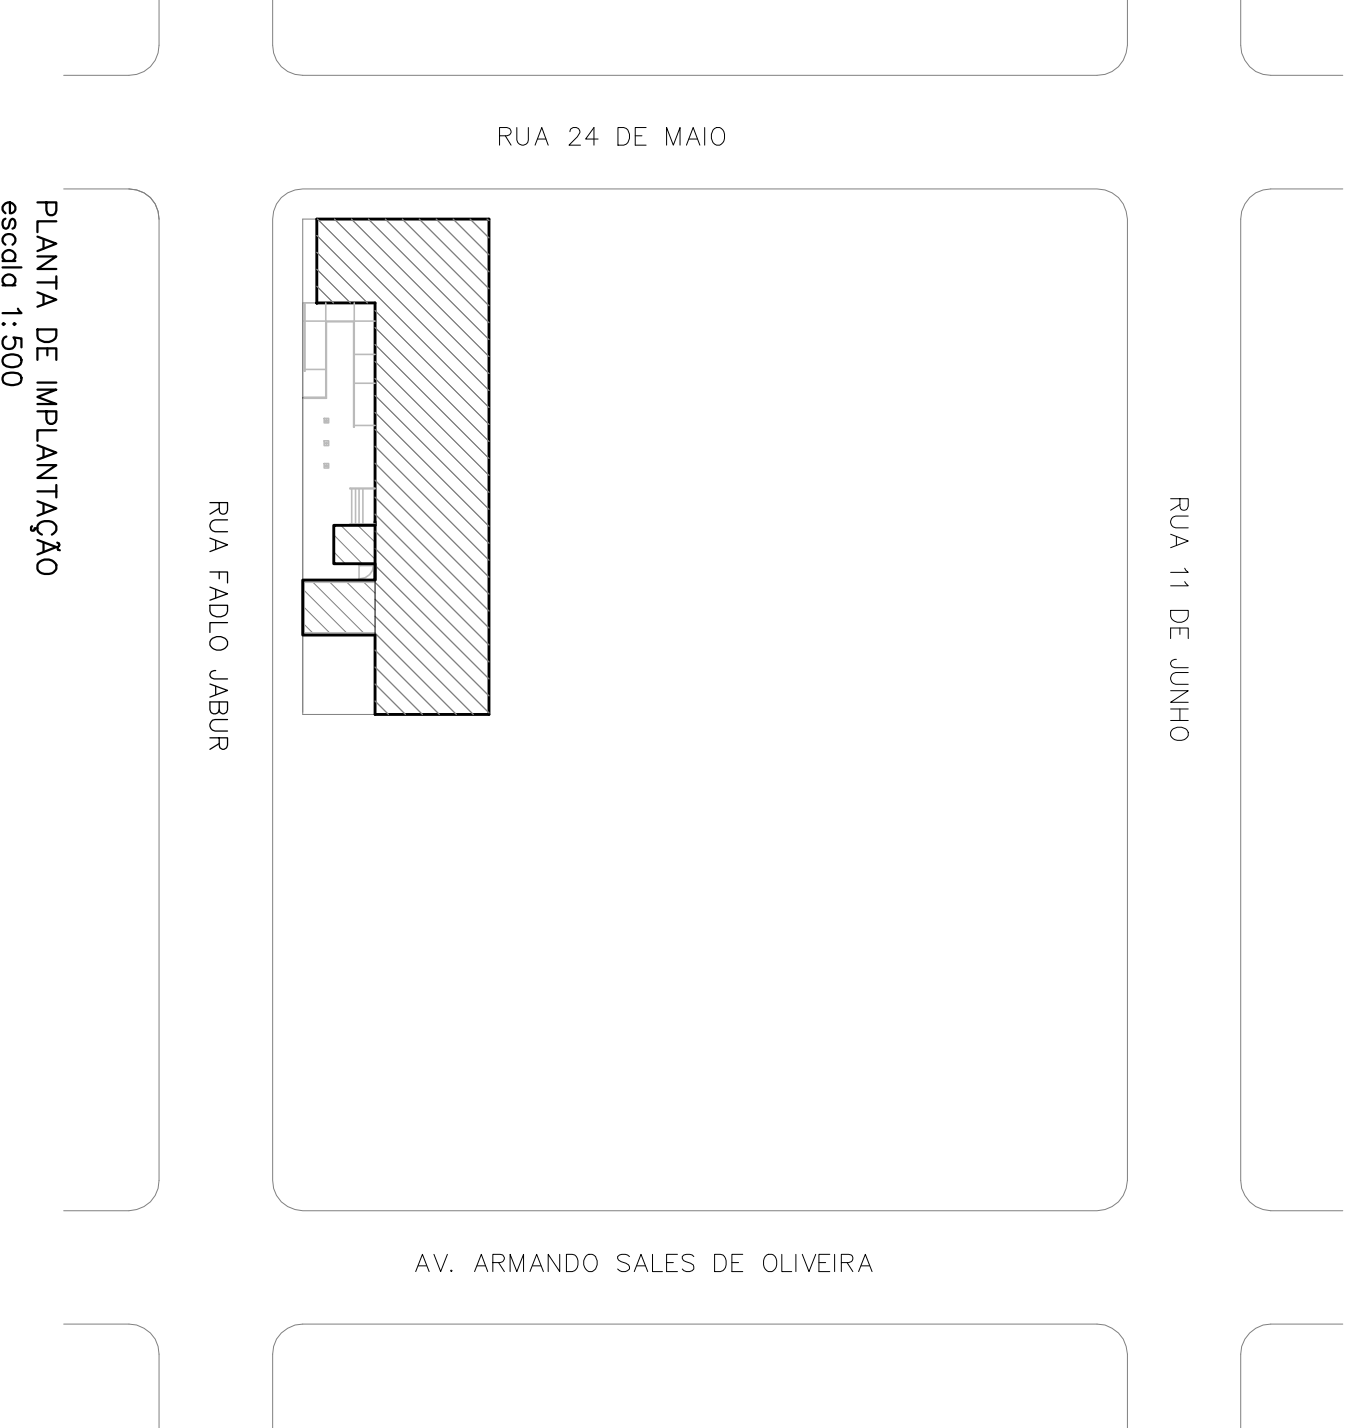 RUA 24 DE MAIO
PLANTA DE IMPLANTAÇÃO
escala 1:500
RUA FADLO JABUR
RUA 11 DE JUNHO
AV. ARMANDO SALES DE OLIVEIRA